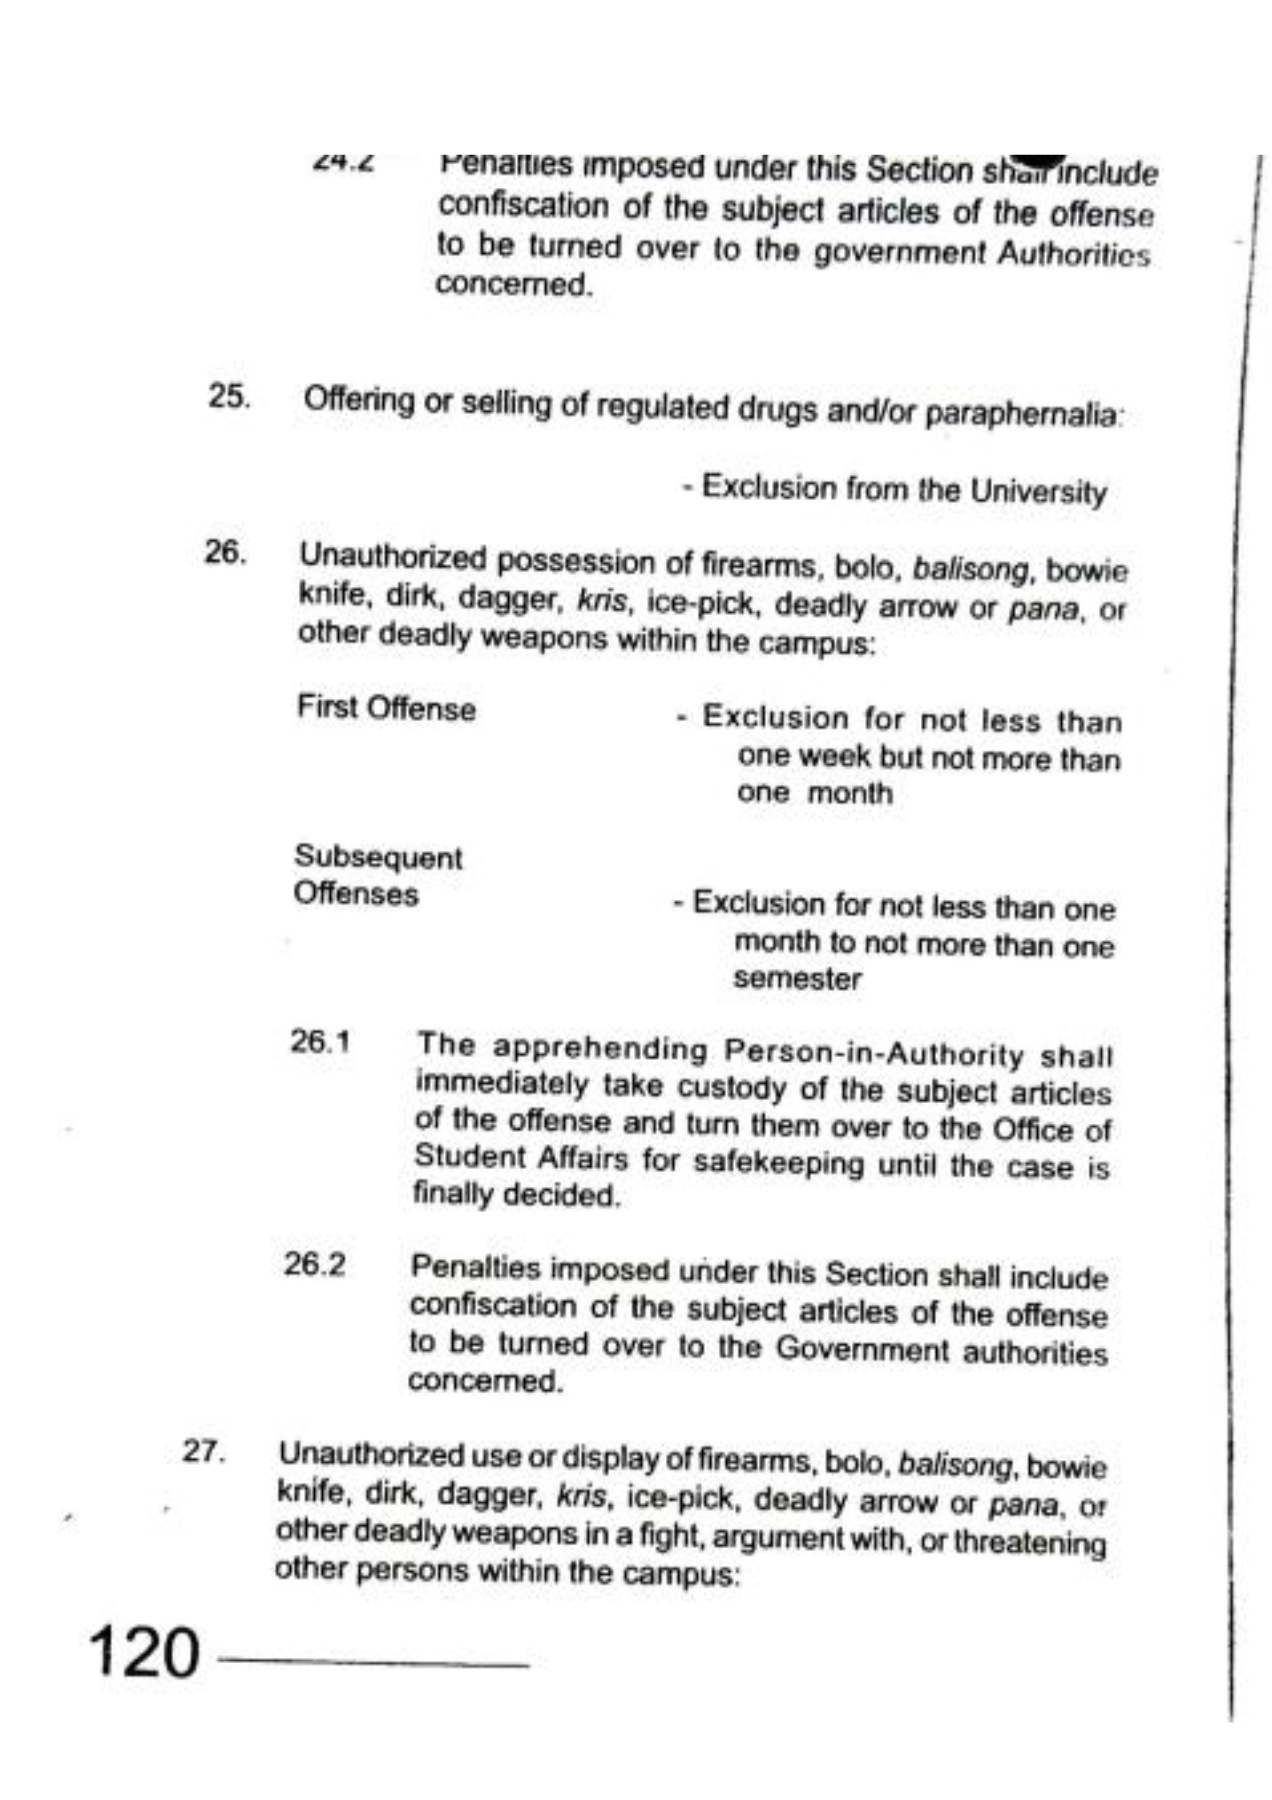 24.2 Penalties imposed under this Section shall include
confiscation of the subject articles of the offense
to be turned over to the government Authorities
concerned.
25. Offering or selling of regulated drugs and/or paraphernalia:
- Exclusion from the University
26. Unauthorized possession of firearms, bolo, balisong, bowie
knife, dirk, dagger, kris, ice-pick, deadly arrow or pana, or
other deadly weapons within the campus:
First Offense - Exclusion for not less than
one week but not more than
one month
Subsequent
Offenses - Exclusion for not less than one
month to not more than one
semester
26.1 The apprehending Person-in-Authority shall
immediately take custody of the subject articles
of the offense and turn them over to the Office of
Student Affairs for safekeeping until the case is
finally decided.
26.2 Penalties imposed under this Section shall include
confiscation of the subject articles of the offense
to be turned over to the Government authorities
concerned.
27. Unauthorized use or display of firearms, bolo, balisong, bowie
knife, dirk, dagger, kris, ice-pick, deadly arrow or pana, or
other deadly weapons in a fight, argument with, or threatening
other persons within the campus:
120